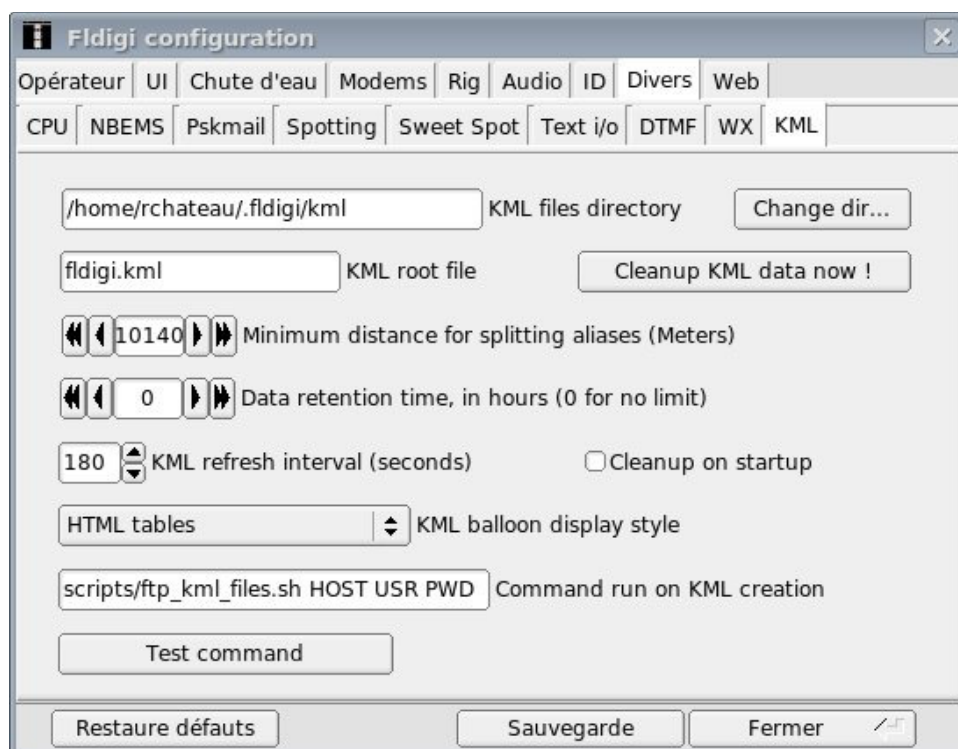 Fldigi configuration
Opérateur UI Chute d'eau Modems Rig Audio ID Divers Web
CPU NBEMS Pskmail Spotting Sweet Spot Text i/o DTMF WX KML
/home/rchateau/.fldigi/kml KML files directory Change dir...
fldigi.kml KML root file Cleanup KML data now !
10140 Minimum distance for splitting aliases (Meters)
0 Data retention time, in hours (0 for no limit)
180 KML refresh interval (seconds) Cleanup on startup
HTML tables KML balloon display style
scripts/ftp_kml_files.sh HOST USR PWD Command run on KML creation
Test command
Restaure défauts Sauvegarde Fermer